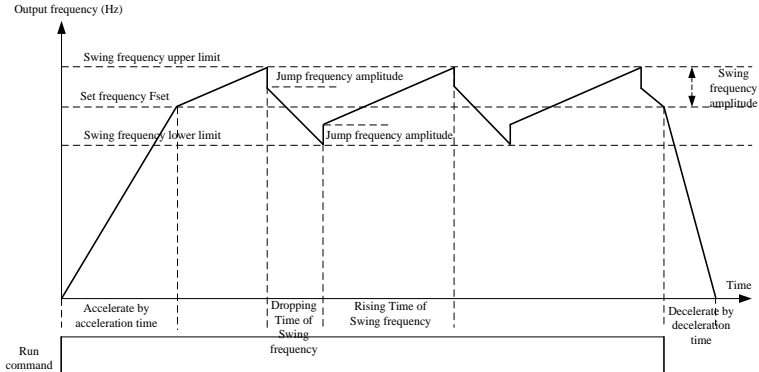 Output frequency (Hz)
Swing frequency upper limit
Jump frequency amplitude
Swing
frequency
amplitude
Set frequency Fset
Swing frequency lower limit
Jump frequency amplitude
Time
Accelerate by
acceleration time
Dropping
Time of
Swing
frequency
Rising Time of
Swing frequency
Decelerate by
deceleration
time
Run
command